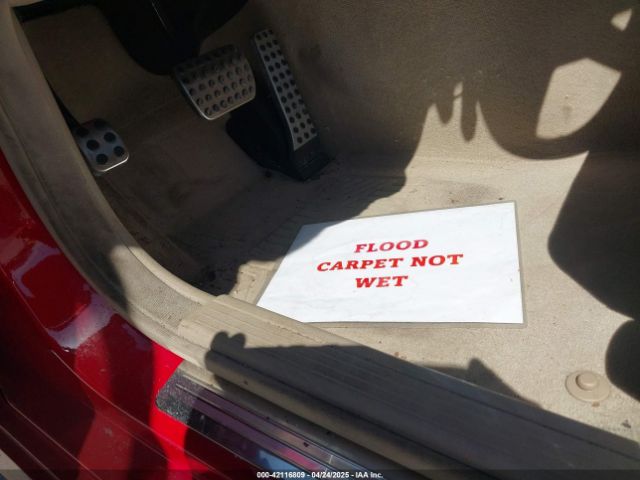 FLOOD
CARPET NOT
WET
000-42116809 - 04/24/2025 - IAA Inc.